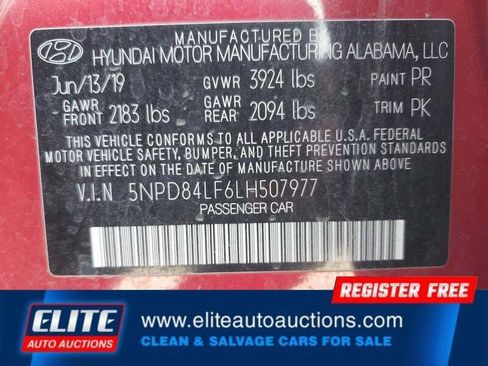 MANUFACTURED BY
HYUNDAI MOTOR MANUFACTURING ALABAMA, LLC
Jun/13/19 GVWR 3924 lbs PAINT PR
GAWR FRONT 2183 lbs GAWR REAR 2094 lbs TRIM PK
THIS VEHICLE CONFORMS TO ALL APPLICABLE U.S.A. FEDERAL
MOTOR VEHICLE SAFETY, BUMPER, AND THEFT PREVENTION
STANDARDS IN EFFECT ON THE DATE OF MANUFACTURE SHOWN ABOVE
V.I.N 5NPD84LF6LH507977
PASSENGER CAR
REGISTER FREE
ELITE
AUTO AUCTIONS
www.eliteautoauctions.com
CLEAN & SALVAGE CARS FOR SALE